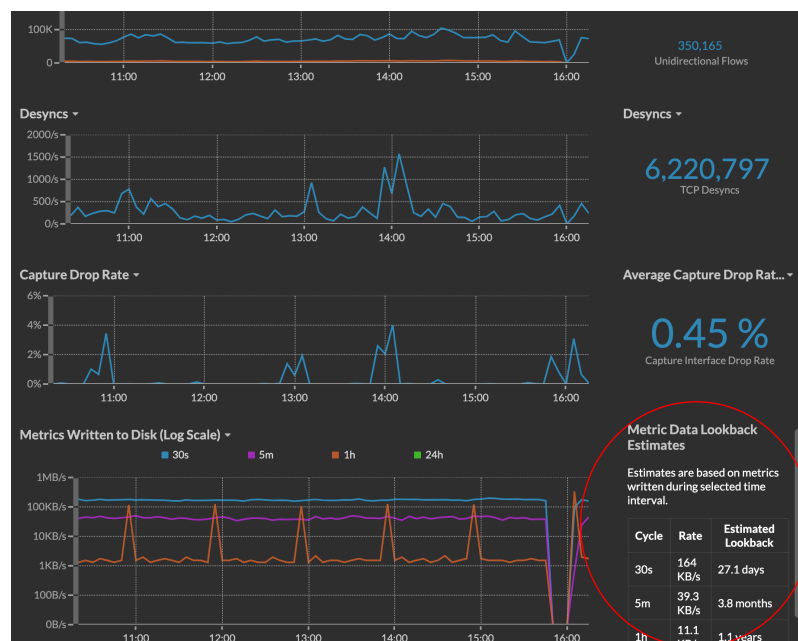 100K
0
11:00 12:00 13:00 14:00 15:00 16:00
350,165
Unidirectional Flows
Desyncs
2000/s
1500/s
1000/s
500/s
0/s
11:00 12:00 13:00 14:00 15:00 16:00
Desyncs
6,220,797
TCP Desyncs
Capture Drop Rate
6%
4%
2%
0%
11:00 12:00 13:00 14:00 15:00 16:00
Average Capture Drop Rat...
0.45 %
Capture Interface Drop Rate
Metrics Written to Disk (Log Scale)
30s 5m 1h 24h
1MB/s
100KB/s
10KB/s
1KB/s
100B/s
0B/s
11:00 12:00 13:00 14:00 15:00 16:00
Metric Data Lookback
Estimates
Estimates are based on metrics
written during selected time
interval.
Cycle Rate Estimated
Lookback
30s 164
KB/s 27.1 days
5m 39.3
KB/s 3.8 months
1h 11.1 1.1 years